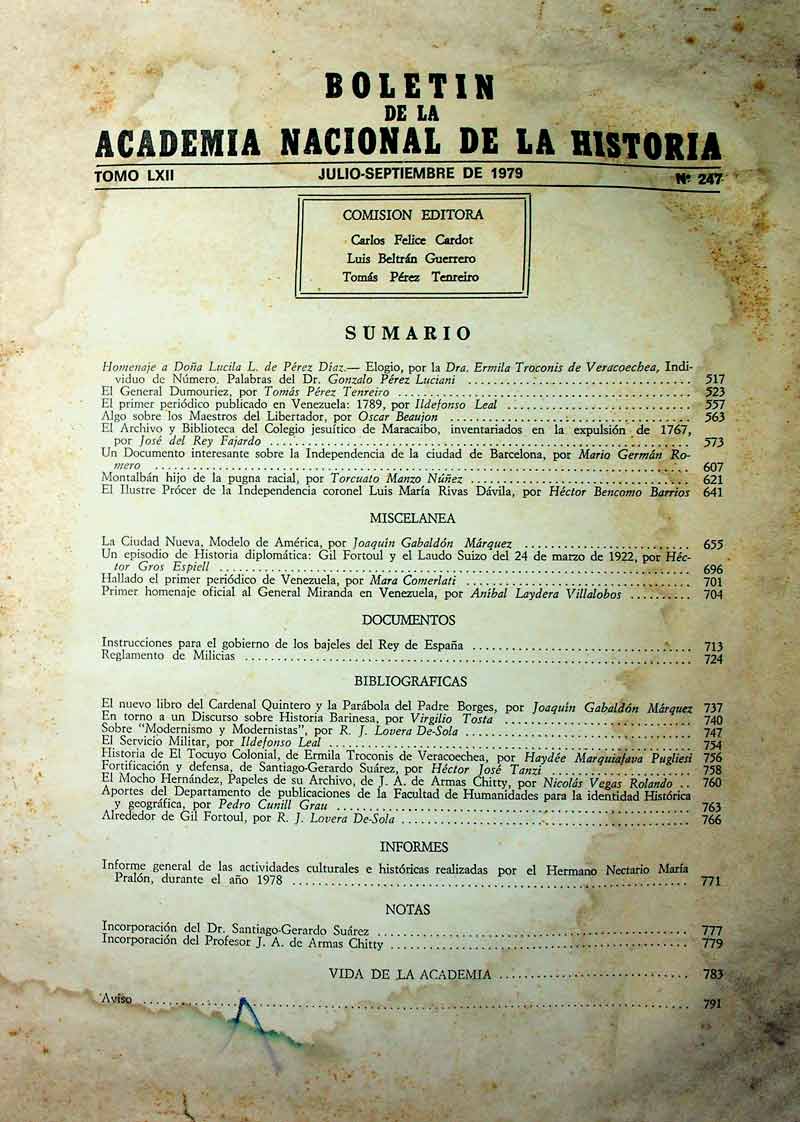 BOLETIN
DE LA
ACADEMIA NACIONAL DE LA HISTORIA
TOMO LXII JULIO-SEPTIEMBRE DE 1979 Nº 247
COMISION EDITORA
Carlos Felice Cardot
Luis Beltrán Guerrero
Tomás Pérez Tenreiro
SUMARIO
Homenaje a Doña Lucila L. de Pérez Díaz.— Elogio, por la Dra. Ermila Troconis de Veracoechea, Indi-
viduo de Número. Palabras del Dr. Gonzalo Pérez Luciani ........ 517
El General Dumouriez, por Tomás Pérez Tenreiro ........ 523
El primer periódico publicado en Venezuela: 1789, por Ildefonso Leal ........ 557
Algo sobre los Maestros del Libertador, por Oscar Beaujon ........ 563
El Archivo y Biblioteca del Colegio jesuítico de Maracaibo, inventariados en la expulsión de 1767,
por José del Rey Fajardo ........ 573
Un Documento interesante sobre la Independencia de la ciudad de Barcelona, por Mario Germán Ro-
mero ........ 607
Montalbán hijo de la pugna racial, por Torcuato Manzo Núñez ........ 621
El Ilustre Prócer de la Independencia coronel Luis María Rivas Dávila, por Héctor Bencomo Barrios 641
MISCELANEA
La Ciudad Nueva, Modelo de América, por Joaquín Gabaldón Márquez ........ 655
Un episodio de Historia diplomática: Gil Fortoul y el Laudo Suizo del 24 de marzo de 1922, por Héc-
tor Gros Espiell ........ 696
Hallado el primer periódico de Venezuela, por Mara Comerlati ........ 701
Primer homenaje oficial al General Miranda en Venezuela, por Aníbal Laydera Villalobos .......... 704
DOCUMENTOS
Instrucciones para el gobierno de los bajeles del Rey de España ........ 713
Reglamento de Milicias ........ 724
BIBLIOGRAFICAS
El nuevo libro del Cardenal Quintero y la Parábola del Padre Borges, por Joaquín Gabaldón Márquez 737
En torno a un Discurso sobre Historia Barinesa, por Virgilio Tosta ........ 740
Sobre "Modernismo y Modernistas", por R. J. Lovera De-Sola ........ 747
El Servicio Militar, por Ildefonso Leal ........ 754
Historia de El Tocuyo Colonial, de Ermila Troconis de Veracoechea, por Haydée Marquiafava Pugliesi 756
Fortificación y defensa, de Santiago-Gerardo Suárez, por Héctor José Tanzi ........ 758
El Mocho Hernández, Papeles de su Archivo, de J. A. de Armas Chitty, por Nicolás Vegas Rolando .. 760
Aportes del Departamento de publicaciones de la Facultad de Humanidades para la identidad Histórica
y geográfica, por Pedro Cunill Grau ........ 763
Alrededor de Gil Fortoul, por R. J. Lovera De-Sola ........ 766
INFORMES
Informe general de las actividades culturales e históricas realizadas por el Hermano Nectario María
Pralón, durante el año 1978 ........ 771
NOTAS
Incorporación del Dr. Santiago-Gerardo Suárez ........ 777
Incorporación del Profesor J. A. de Armas Chitty ........ 779
VIDA DE LA ACADEMIA ........ 783
Aviso ........ 791